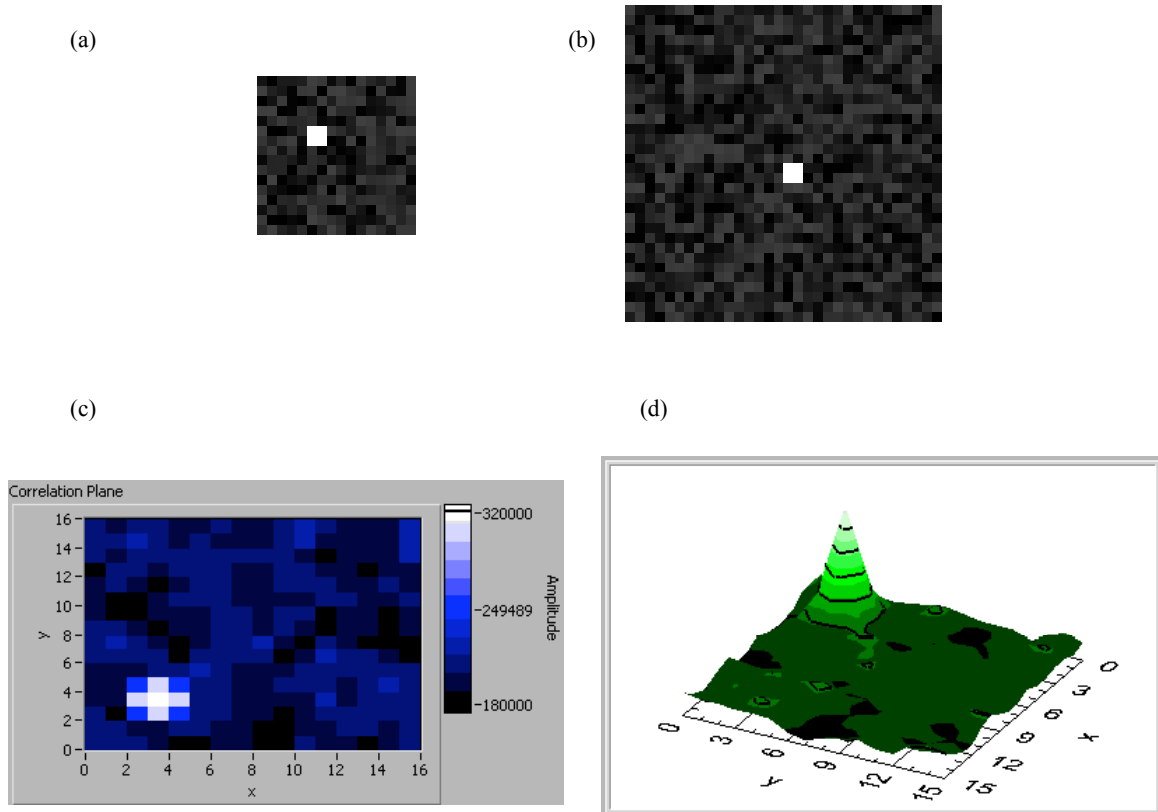 (a)
(b)
(c)
(d)
Correlation Plane
16
14
12
10
8
6
4
2
0
y
0 2 4 6 8 10 12 14 16
x
320000
249489
180000
Amplitude
0 3 6 9 12 15
y
0 3 6 9 12 15
x